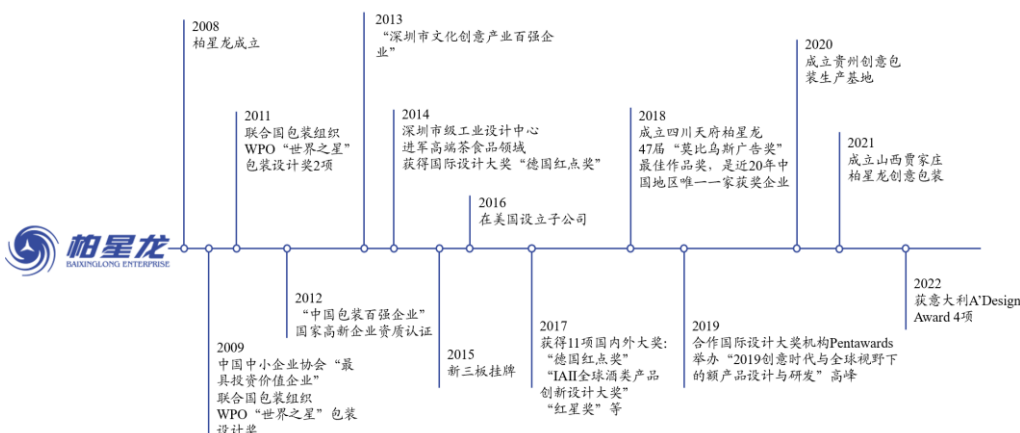 2008
柏星龙成立
2011
联合国包装组织
WPO“世界之星”
包装设计奖2项
2013
“深圳市文化创意产业百强企
业”
2014
深圳市级工业设计中心
进军高端茶食品领域
获得国际设计大奖“德国红点奖”
2016
在美国设立子公司
2018
成立四川天府柏星龙
47届“莫比乌斯广告奖”
最佳作品奖，是近20年中
国地区唯一一家获奖企业
2020
成立贵州创意包
装生产基地
2021
成立山西贾家庄
柏星龙创意包装
柏星龙
BAIXINGLONG ENTERPRISE
2009
中国中小企业协会“最
具投资价值企业”
联合国包装组织
WPO“世界之星”包装
设计奖
2012
“中国包装百强企业”
国家高新企业资质认证
2015
新三板挂牌
2017
获得11项国内外大奖：
“德国红点奖”
“IAII全球酒类产品
创新设计大奖”
“红星奖”等
2019
合作国际设计大奖机构Pentawards
举办“2019创意时代与全球视野下
的额产品设计与研发”高峰
2022
获意大利A’Design
Award 4项